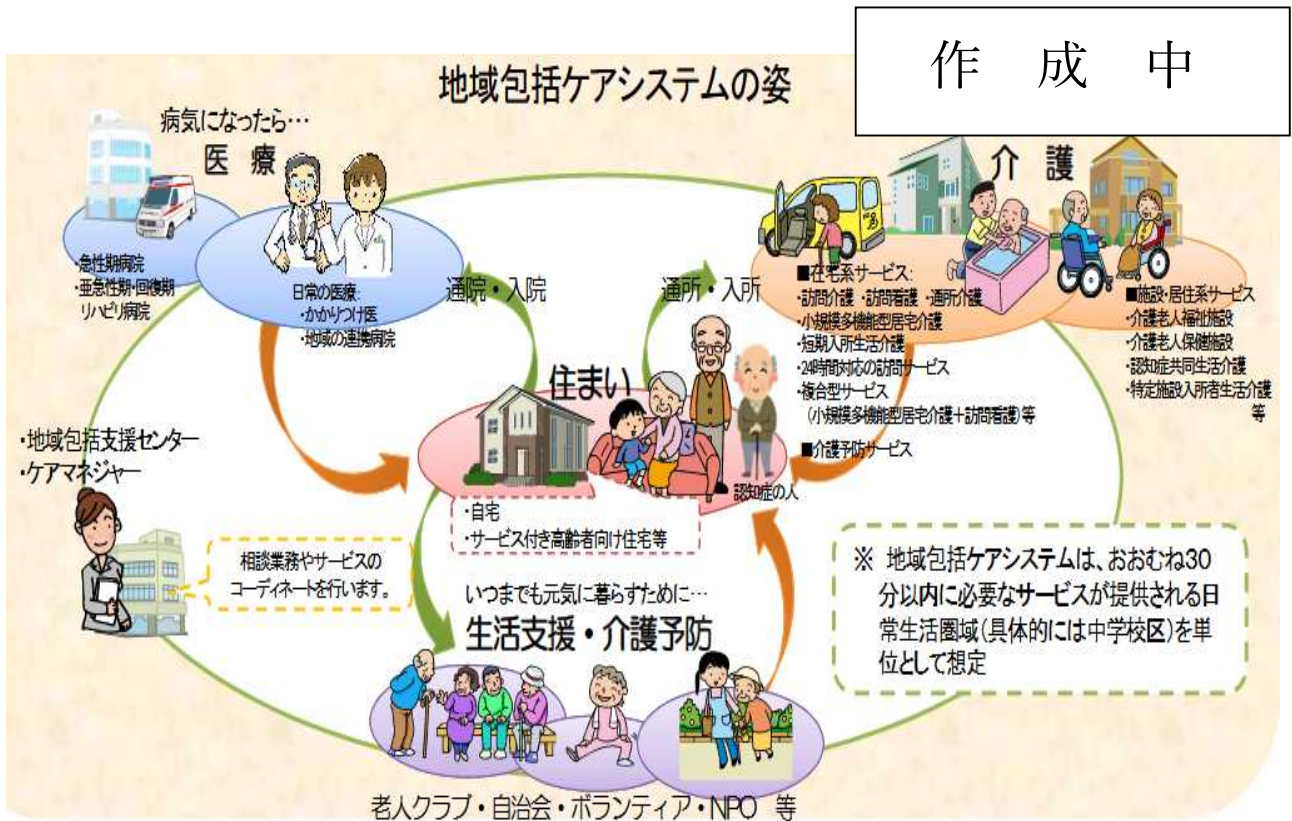 作成中
地域包括ケアシステムの姿
病気になったら…
医療
・急性期病院
・亜急性期・回復期
リハビリ病院
日常の医療:
・かかりつけ医
・地域の連携病院
通院・入院
通所・入所
介護
■在宅系サービス:
・訪問介護 ・訪問看護 ・通所介護
・小規模多機能型居宅介護
・短期入所生活介護
・24時間対応の訪問サービス
・複合型サービス
(小規模多機能型居宅介護+訪問看護)等
■介護予防サービス
■施設・居住系サービス
・介護老人福祉施設
・介護老人保健施設
・認知症共同生活介護
・特定施設入所者生活介護
等
住まい
認知症の人
・自宅
・サービス付き高齢者向け住宅等
・地域包括支援センター
・ケアマネジャー
相談業務やサービスの
コーディネートを行います。
いつまでも元気に暮らすために…
生活支援・介護予防
老人クラブ・自治会・ボランティア・NPO 等
※ 地域包括ケアシステムは、おおむね30
分以内に必要なサービスが提供される日
常生活圏域(具体的には中学校区)を単
位として想定